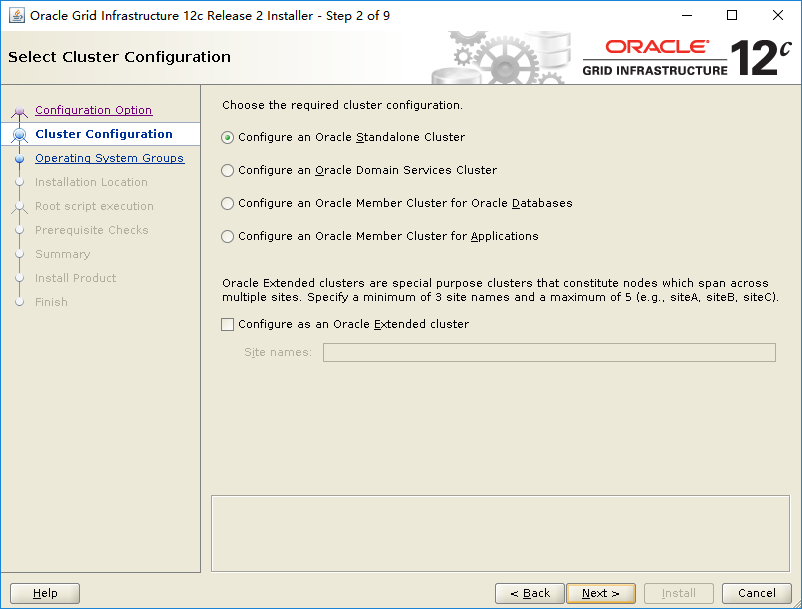 Oracle Grid Infrastructure 12c Release 2 Installer - Step 2 of 9
Select Cluster Configuration
ORACLE®
GRID INFRASTRUCTURE
12c
Configuration Option
Cluster Configuration
Operating System Groups
Installation Location
Root script execution
Prerequisite Checks
Summary
Install Product
Finish
Choose the required cluster configuration.
Configure an Oracle Standalone Cluster
Configure an Oracle Domain Services Cluster
Configure an Oracle Member Cluster for Oracle Databases
Configure an Oracle Member Cluster for Applications
Oracle Extended clusters are special purpose clusters that constitute nodes which span across
multiple sites. Specify a minimum of 3 site names and a maximum of 5 (e.g., siteA, siteB, siteC).
Configure as an Oracle Extended cluster
Site names:
Help
< Back
Next >
Install
Cancel